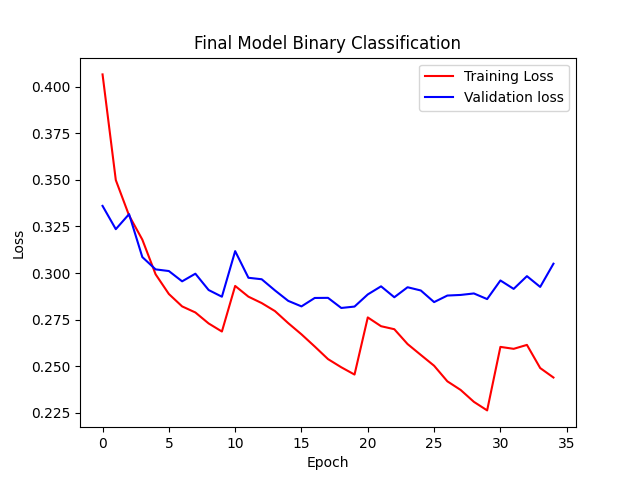 Final Model Binary Classification
Training Loss
Validation loss
0.400
0.375
0.350
0.325
0.300
0.275
0.250
0.225
Loss
0 5 10 15 20 25 30 35
Epoch